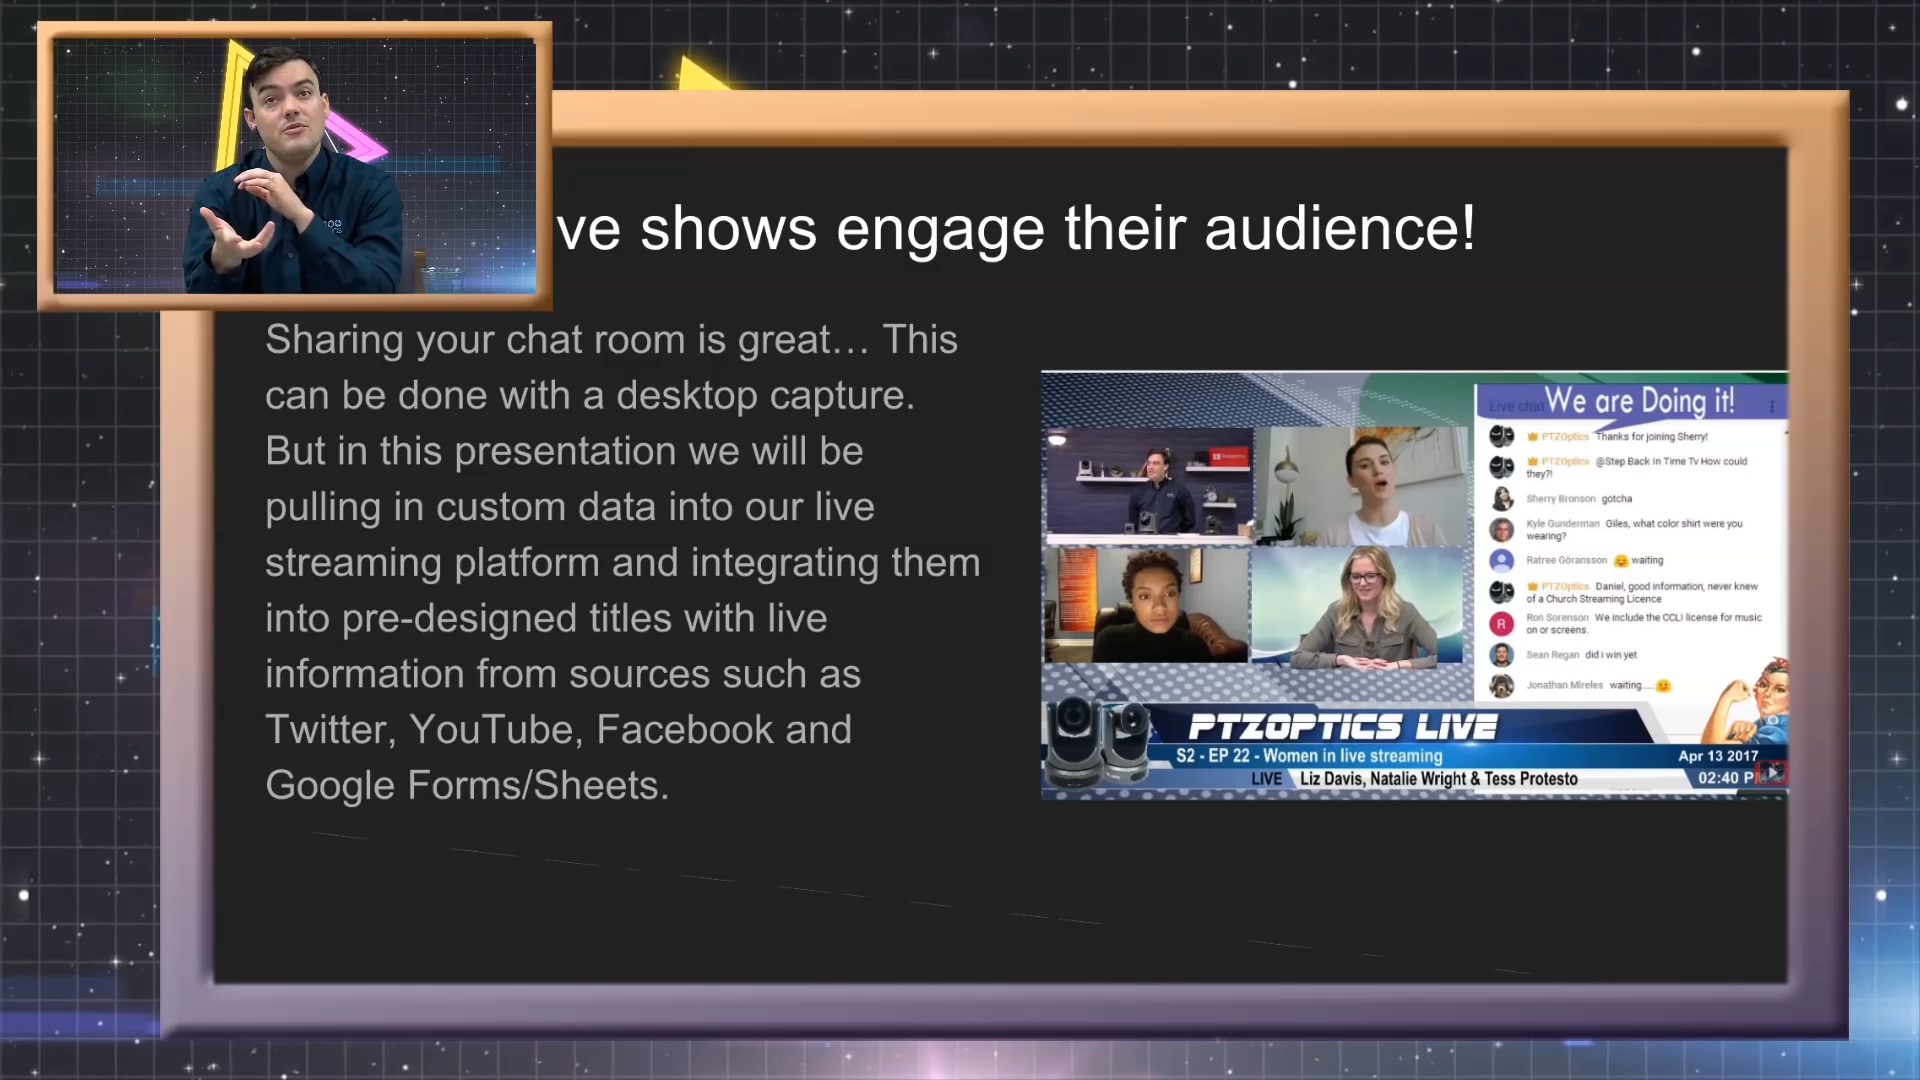 ve shows engage their audience!
Sharing your chat room is great… This
can be done with a desktop capture.
But in this presentation we will be
pulling in custom data into our live
streaming platform and integrating them
into pre-designed titles with live
information from sources such as
Twitter, YouTube, Facebook and
Google Forms/Sheets.
Live chat
We are Doing it!
PTZOptics Thanks for joining Sherry!
PTZOptics @Step Back In Time Tv How could
they?!
Sherry Bronson gotcha
Kyle Gunderman Giles, what color shirt were you
wearing?
Ratree Göransson waiting
PTZOptics Daniel, good information, never knew
of a Church Streaming Licence
R
Ron Sorenson We include the CCLI license for music
on or screens.
Sean Regan did i win yet
Jonathan Mireles waiting....
PTZOPTICS LIVE
S2 - EP 22 - Women in live streaming
Apr 13 2017
LIVE
Liz Davis, Natalie Wright & Tess Protesto
02:40 P